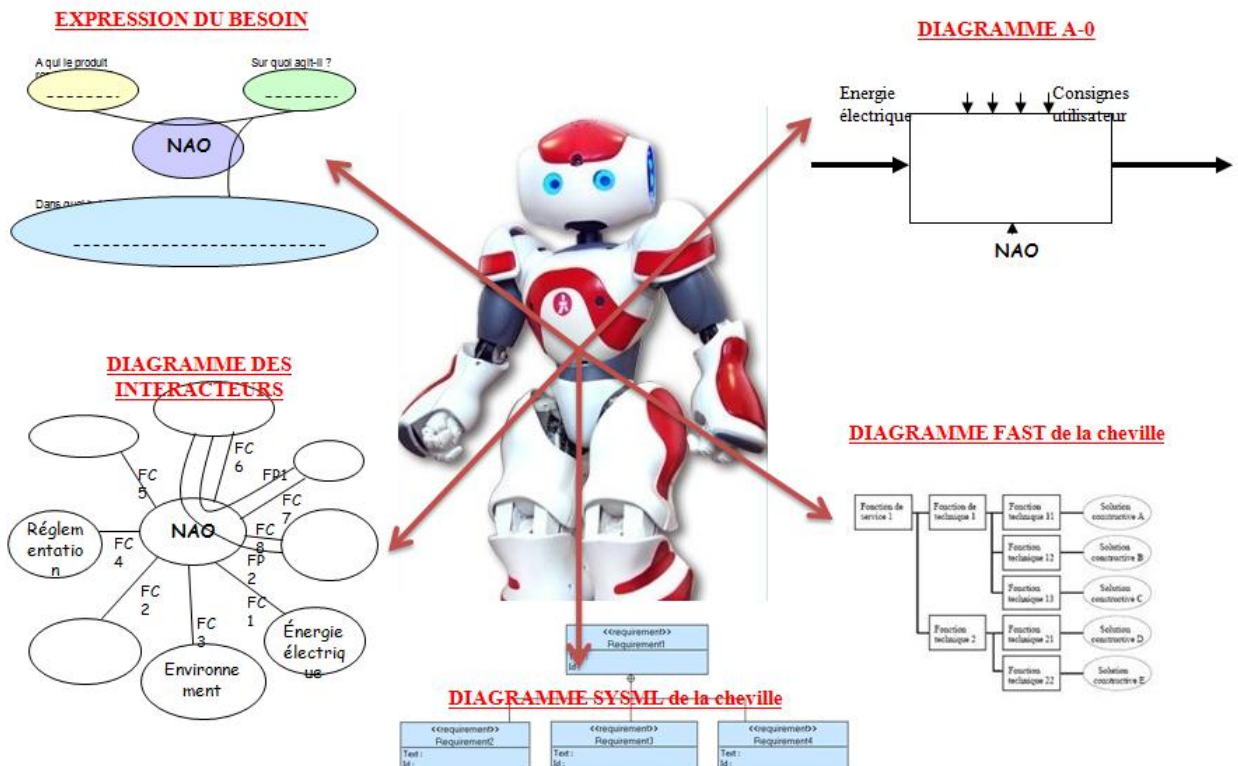 EXPRESSION DU BESOIN
A qui le produit
Sur quoi agit-il ?
NAO
DIAGRAMME A-0
Energie
électrique
Consignes
utilisateur
NAO
DIAGRAMME DES
INTERACTEURS
FC
6
FP1
FC
5
FC
7
NAO
Réglem
entatio
n
FC
4
FC
8
FP
2
FC
2
FC
3
FC
1
Énergie
électriq
ue
Environne
ment
DIAGRAMME FAST de la cheville
Fonction de
service 1
Fonction de
technique 1
Fonction
technique 11
Solution
constructive A
Fonction
technique 12
Solution
constructive B
Fonction
technique 13
Solution
constructive C
Fonction
technique 2
Fonction
technique 21
Solution
constructive D
Fonction
technique 22
Solution
constructive E
<<requirement>>
Requirement1
Id :
DIAGRAMME SYSML de la cheville
<<requirement>>
Requirement2
Text :
Id :
<<requirement>>
Requirement3
Text :
Id :
<<requirement>>
Requirement4
Text :
Id :